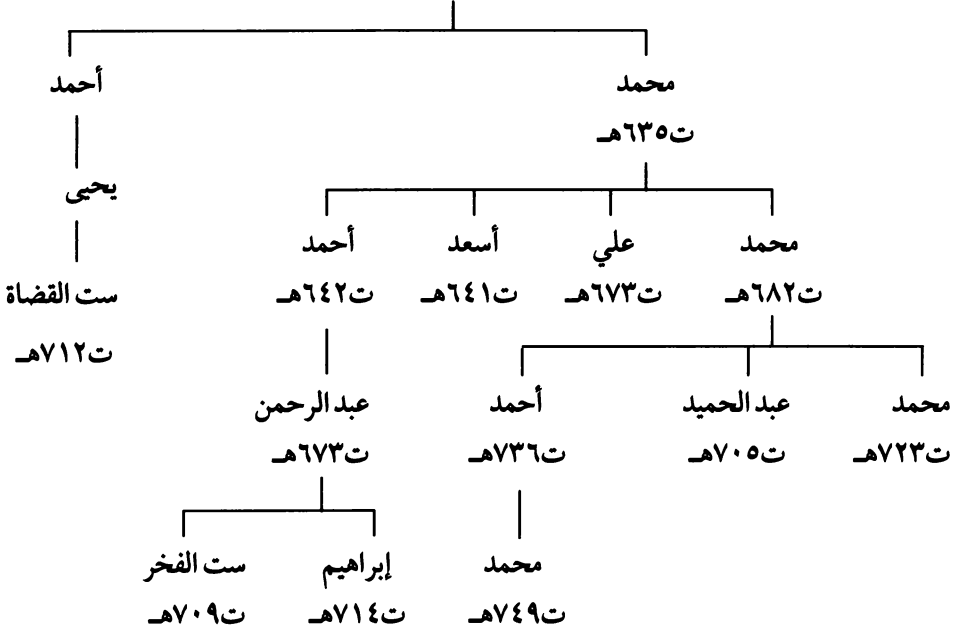 محمد أحمد
ت٦٣٥هـ
يحيى
محمد علي أسعد أحمد
ت٦٨٢هـ ت٦٧٣هـ ت٦٤١هـ ت٦٤٢هـ ست القضاة
ت٧١٢هـ
محمد عبد الحميد أحمد عبد الرحمن
ت٧٢٣هـ ت٧٠٥هـ ت٧٣٦هـ ت٦٧٣هـ
محمد إبراهيم ست الفخر
ت٧٤٩هـ ت٧١٤هـ ت٧٠٩هـ